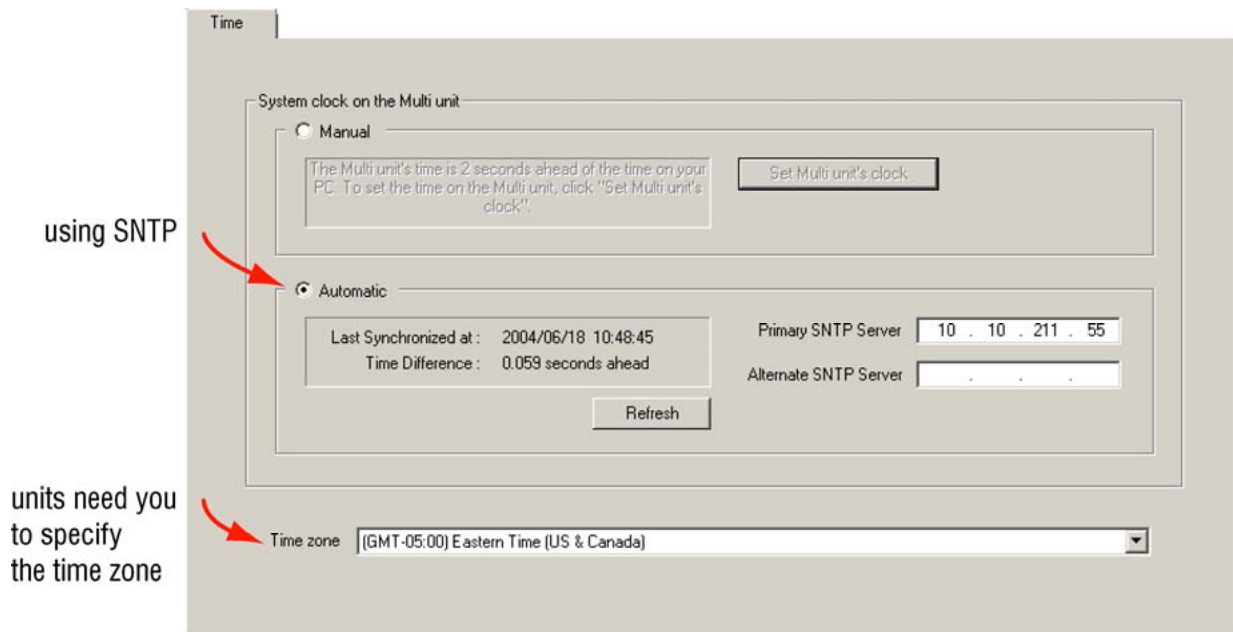 Time
System clock on the Multi unit
Manual
The Multi unit's time is 2 seconds ahead of the time on your
PC. To set the time on the Multi unit, click "Set Multi unit's
clock".
Set Multi unit's clock
using SNTP
Automatic
Last Synchronized at : 2004/06/18 10:48:45
Time Difference : 0.059 seconds ahead
Primary SNTP Server 10 . 10 . 211 . 55
Alternate SNTP Server . . .
Refresh
units need you
to specify
the time zone
Time zone (GMT-05:00) Eastern Time (US & Canada)